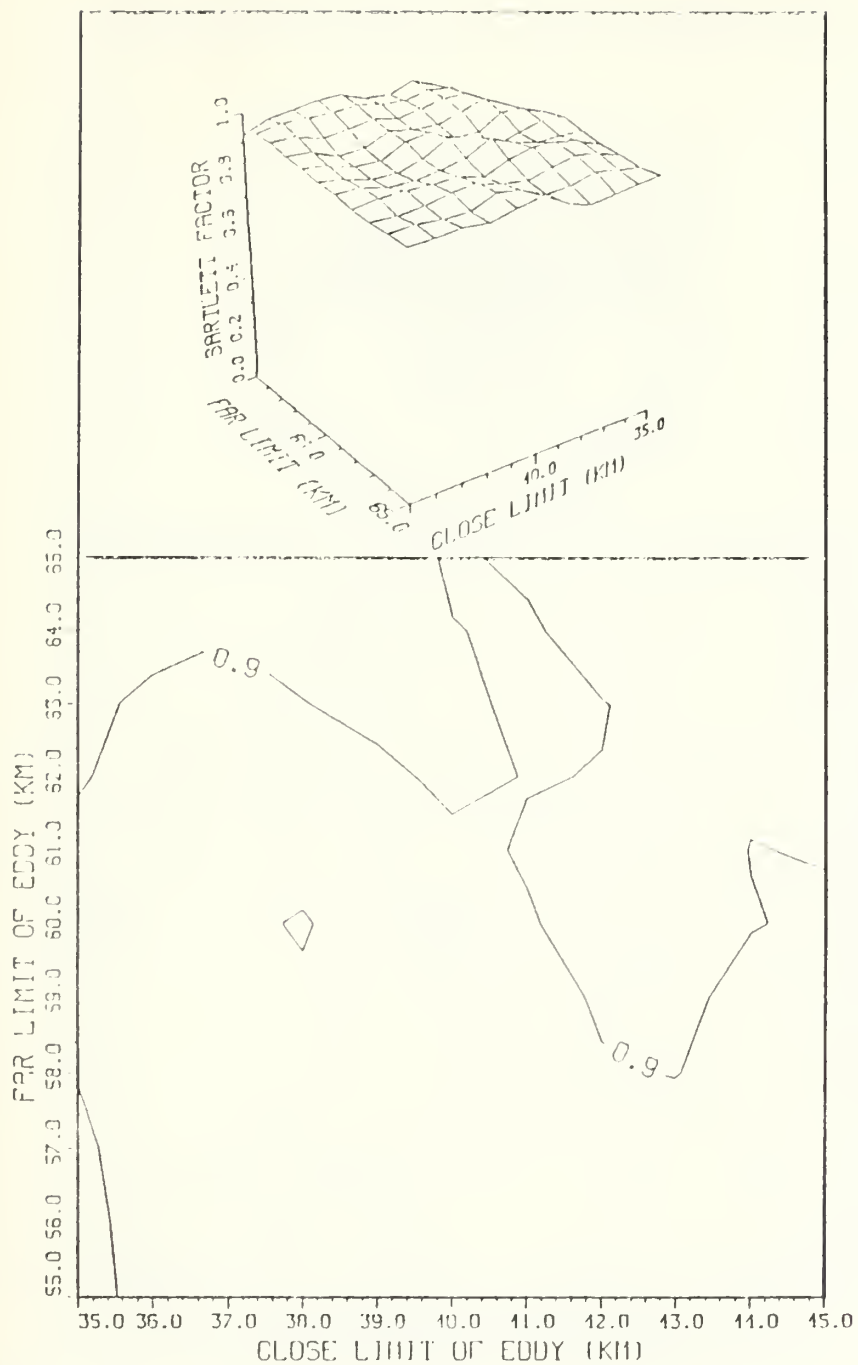 BARTLETT FACTOR
0.0 0.2 0.4 0.6 0.8 1.0
FAR LIMIT (KM)
65.0
CLOSE LIMIT (KM)
40.0
35.0
FAR LIMIT OF EDDY (KM)
55.0 56.0 57.0 58.0 59.0 60.0 61.0 62.0 63.0 64.0 65.0
0.9
0.9
35.0 36.0 37.0 38.0 39.0 40.0 41.0 42.0 43.0 44.0 45.0
CLOSE LIMIT OF EDDY (KM)